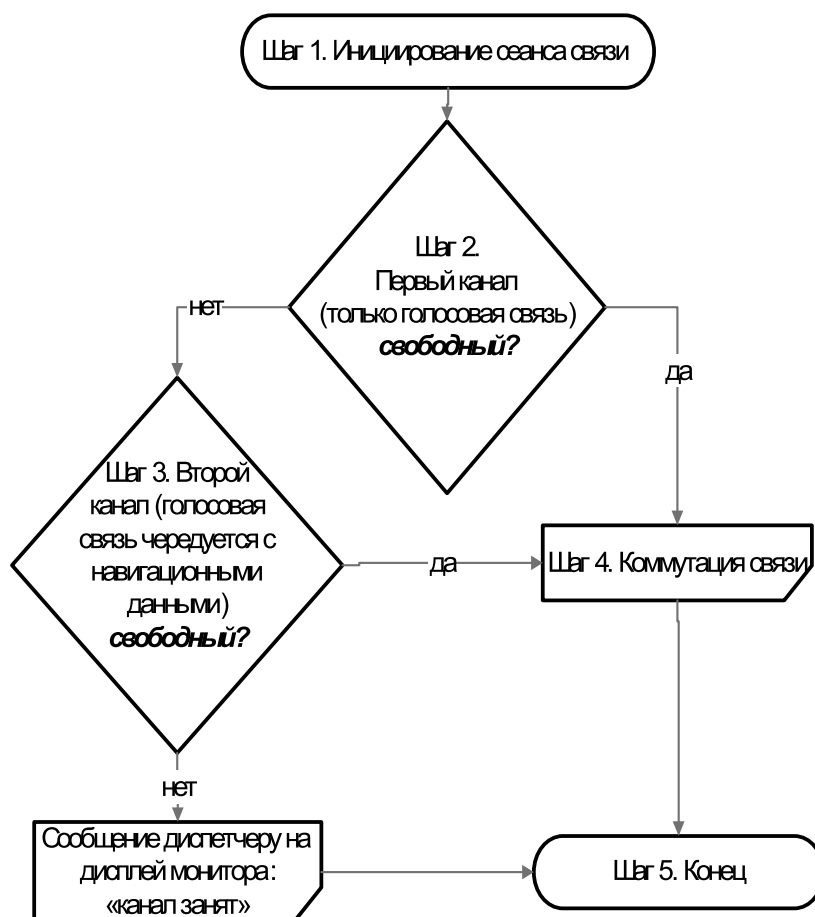 Шаг 1. Инициирование сеанса связи
Шаг 2.
Первый канал
(только голосовая связь)
свободный?
нет
да
Шаг 3. Второй
канал (голосовая
связь чередуется с
навигационными
данными)
свободный?
да
Шаг 4. Коммутация связи
нет
Сообщение диспетчеру на
дисплей монитора:
«канал занят»
Шаг 5. Конец